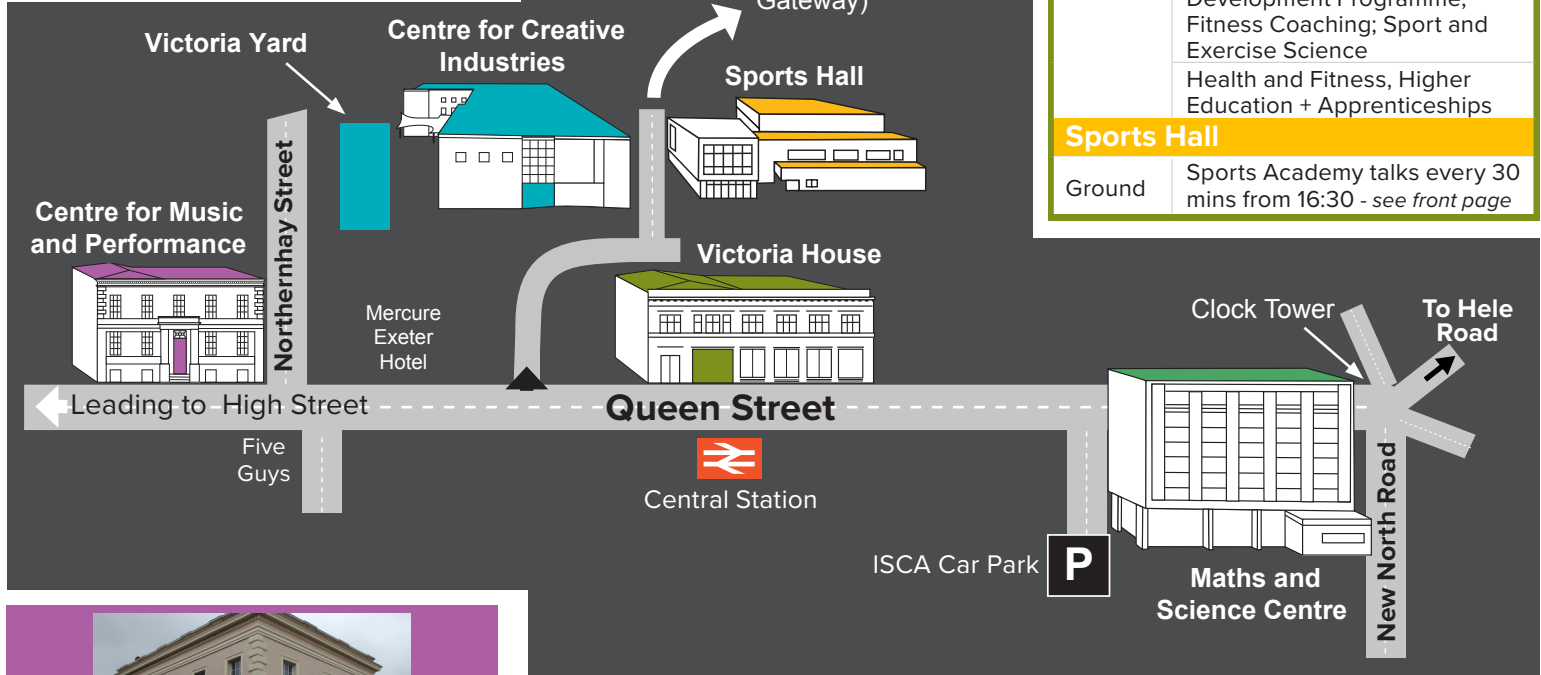 Gateway)
Victoria Yard
Centre for Creative
Industries
Sports Hall
Northernhay Street
Centre for Music
and Performance
Victoria House
Mercure
Exeter
Hotel
Clock Tower
To Hele
Road
Leading to High Street
Queen Street
Five
Guys
Central Station
ISCA Car Park
P
Maths and
Science Centre
New North Road
Development Programme,
Fitness Coaching; Sport and
Exercise Science
Health and Fitness, Higher
Education + Apprenticeships
Sports Hall
Ground
Sports Academy talks every 30
mins from 16:30 - see front page